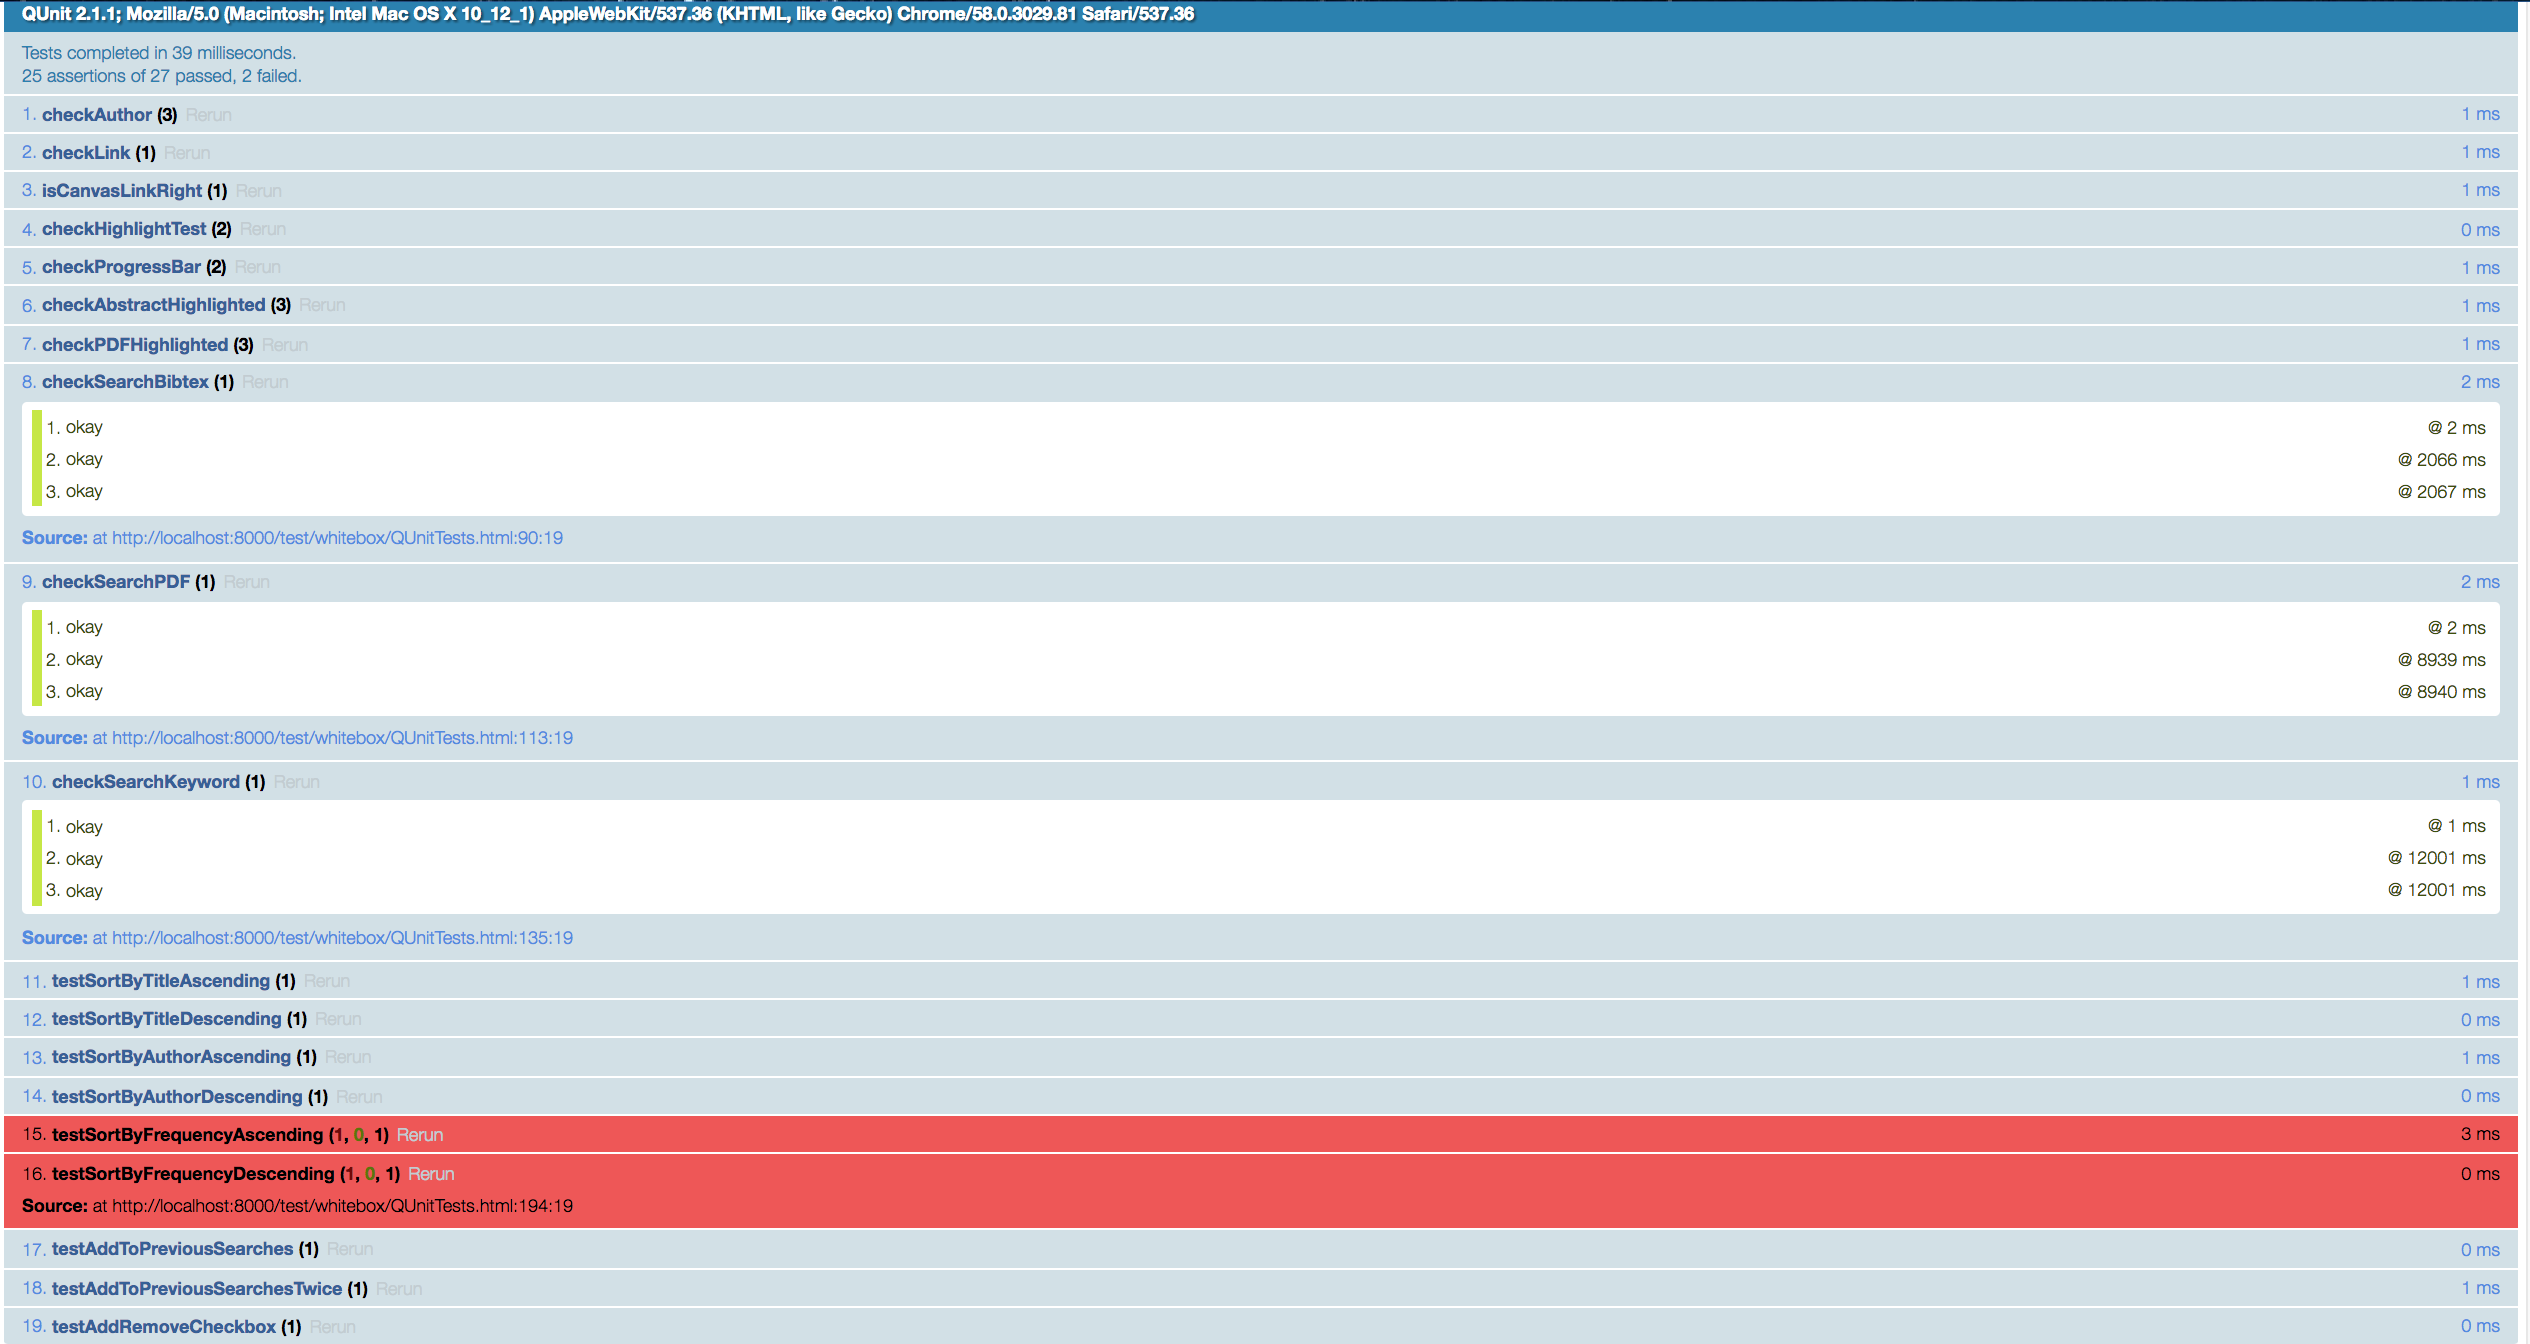 QUnit 2.1.1; Mozilla/5.0 (Macintosh; Intel Mac OS X 10_12_1) AppleWebKit/537.36 (KHTML, like Gecko) Chrome/58.0.3029.81 Safari/537.36
Tests completed in 39 milliseconds.
25 assertions of 27 passed, 2 failed.
1. checkAuthor (3) Rerun 1 ms
2. checkLink (1) Rerun 1 ms
3. isCanvasLinkRight (1) Rerun 1 ms
4. checkHighlightTest (2) Rerun 0 ms
5. checkProgressBar (2) Rerun 1 ms
6. checkAbstractHighlighted (3) Rerun 1 ms
7. checkPDFHighlighted (3) Rerun 1 ms
8. checkSearchBibtex (1) Rerun 2 ms
1. okay @ 2 ms
2. okay @ 2066 ms
3. okay @ 2067 ms
Source: at http://localhost:8000/test/whitebox/QUnitTests.html:90:19
9. checkSearchPDF (1) Rerun 2 ms
1. okay @ 2 ms
2. okay @ 8939 ms
3. okay @ 8940 ms
Source: at http://localhost:8000/test/whitebox/QUnitTests.html:113:19
10. checkSearchKeyword (1) Rerun 1 ms
1. okay @ 1 ms
2. okay @ 12001 ms
3. okay @ 12001 ms
Source: at http://localhost:8000/test/whitebox/QUnitTests.html:135:19
11. testSortByTitleAscending (1) Rerun 1 ms
12. testSortByTitleDescending (1) Rerun 0 ms
13. testSortByAuthorAscending (1) Rerun 1 ms
14. testSortByAuthorDescending (1) Rerun 0 ms
15. testSortByFrequencyAscending (1, 0, 1) Rerun 3 ms
16. testSortByFrequencyDescending (1, 0, 1) Rerun 0 ms
Source: at http://localhost:8000/test/whitebox/QUnitTests.html:194:19
17. testAddToPreviousSearches (1) Rerun 0 ms
18. testAddToPreviousSearchesTwice (1) Rerun 1 ms
19. testAddRemoveCheckbox (1) Rerun 0 ms